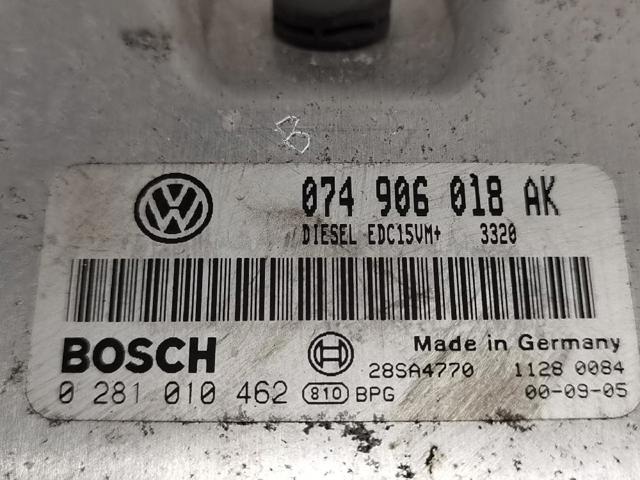 B
VW
074 906 018 AK
DIESEL EDC15VM+ 3320
BOSCH
Made in Germany
28SA4770 1128 0084
0 281 010 462 810 BPG 00-09-05